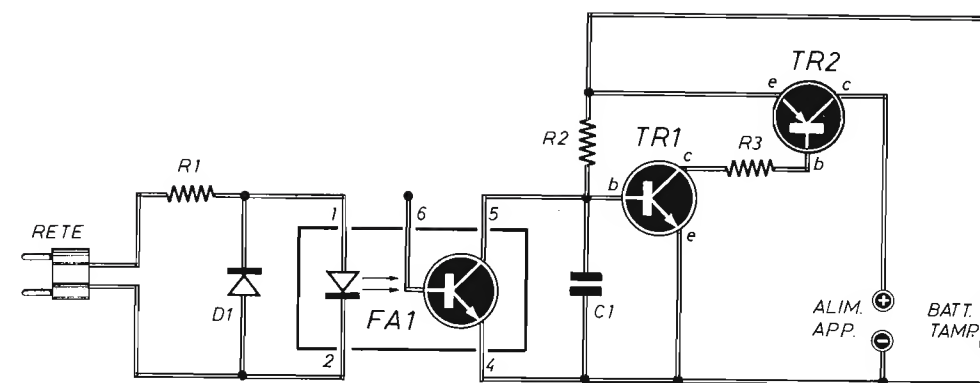 TR2
e
c
R2
TR1
R3
c
b
R1
b
1
6
5
e
RETE
D1
FA1
C1
ALIM.
APP.
+
−
BATT.
TAMP.
2
4